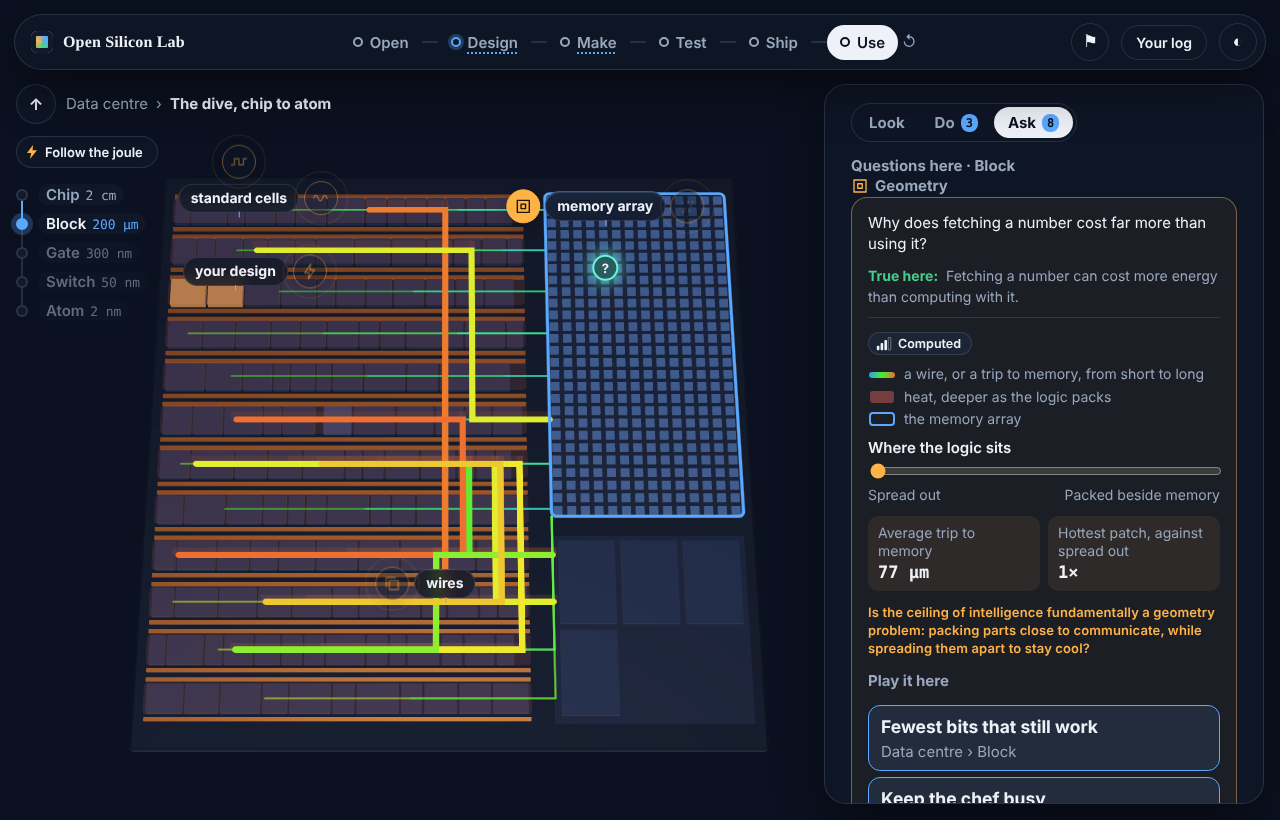 Open Silicon Lab
Open
Design
Make
Test
Ship
Use
Your log
Data centre › The dive, chip to atom
Follow the joule
Chip 2 cm
Block 200 μm
Gate 300 nm
Switch 50 nm
Atom 2 nm
standard cells
memory array
your design
?
wires
Look
Do 3
Ask 8
Questions here · Block
Geometry
Why does fetching a number cost far more than
using it?
True here: Fetching a number can cost more energy
than computing with it.
Computed
a wire, or a trip to memory, from short to long
heat, deeper as the logic packs
the memory array
Where the logic sits
Spread out
Packed beside memory
Average trip to
memory
77 μm
Hottest patch, against
spread out
1×
Is the ceiling of intelligence fundamentally a geometry
problem: packing parts close to communicate, while
spreading them apart to stay cool?
Play it here
Fewest bits that still work
Data centre › Block
Keep the chef busy